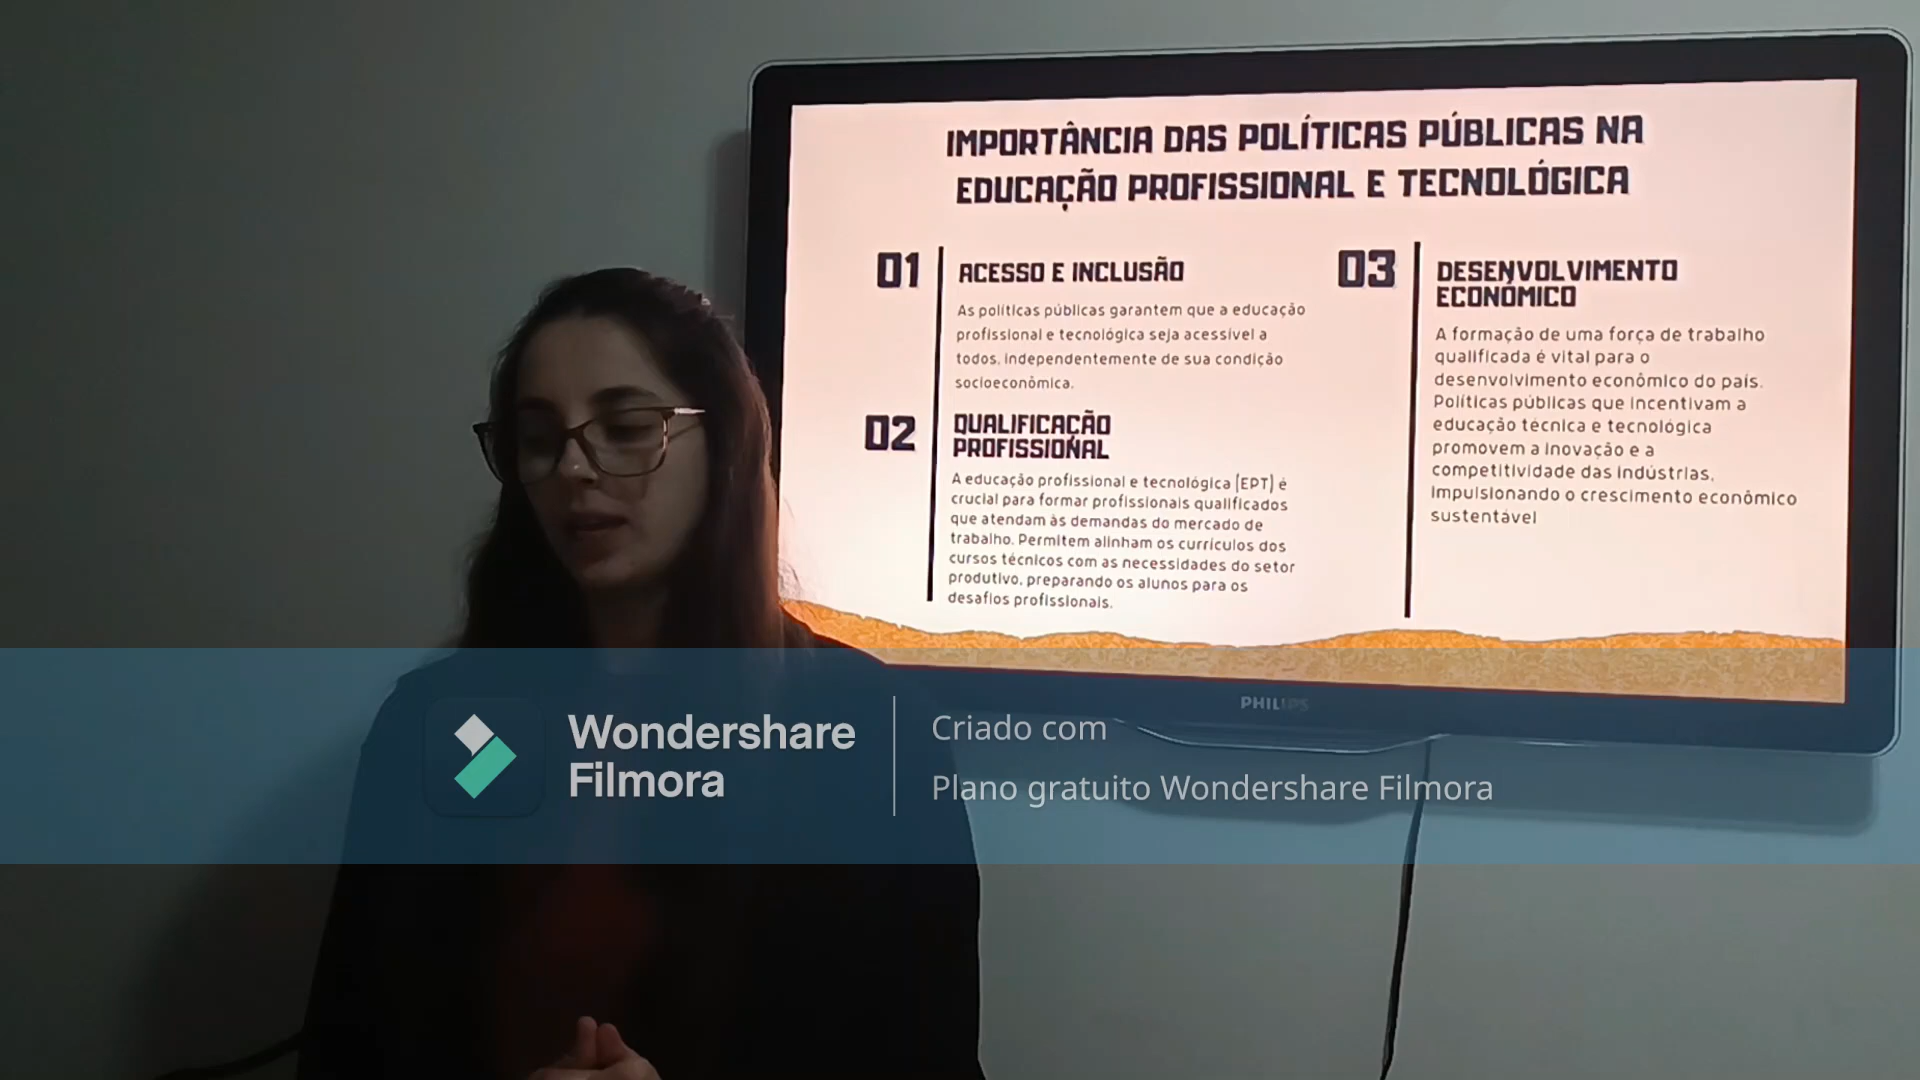 IMPORTÂNCIA DAS POLÍTICAS PÚBLICAS NA
EDUCAÇÃO PROFISSIONAL E TECNOLÓGICA
01
ACESSO E INCLUSÃO
As políticas públicas garantem que a educação
profissional e tecnológica seja acessível a
todos, independentemente de sua condição
socioeconômica.
02
QUALIFICAÇÃO
PROFISSIONAL
A educação profissional e tecnológica (EPT) é
crucial para formar profissionais qualificados
que atendam às demandas do mercado de
trabalho. Permitem alinham os currículos dos
cursos técnicos com as necessidades do setor
produtivo, preparando os alunos para os
desafios profissionais.
03
DESENVOLVIMENTO
ECONÔMICO
A formação de uma força de trabalho
qualificada é vital para o
desenvolvimento econômico do país.
Políticas públicas que incentivam a
educação técnica e tecnológica
promovem a inovação e a
competitividade das indústrias,
impulsionando o crescimento econômico
sustentável
PHILIPS
Wondershare
Filmora
Criado com
Plano gratuito Wondershare Filmora